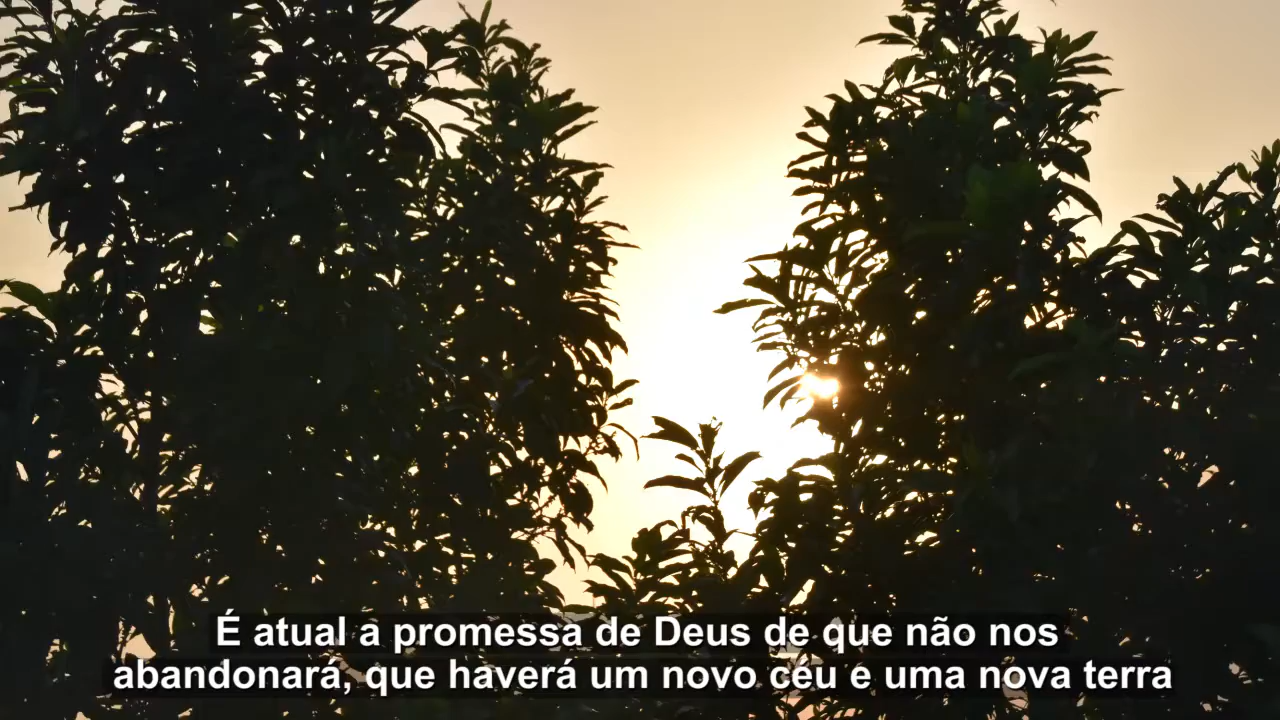 É atual a promessa de Deus de que não nos
abandonará, que haverá um novo céu e uma nova terra